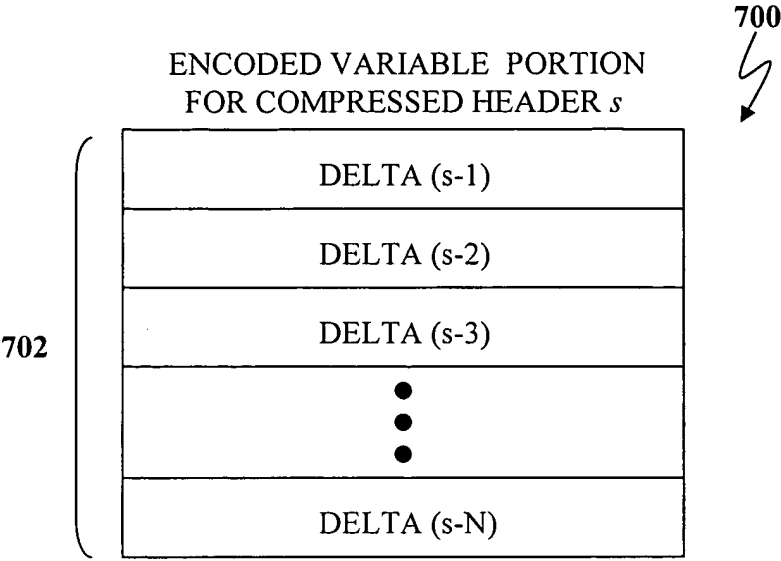 700
ENCODED VARIABLE PORTION
FOR COMPRESSED HEADER s
DELTA (s-1)
DELTA (s-2)
DELTA (s-3)
702
DELTA (s-N)